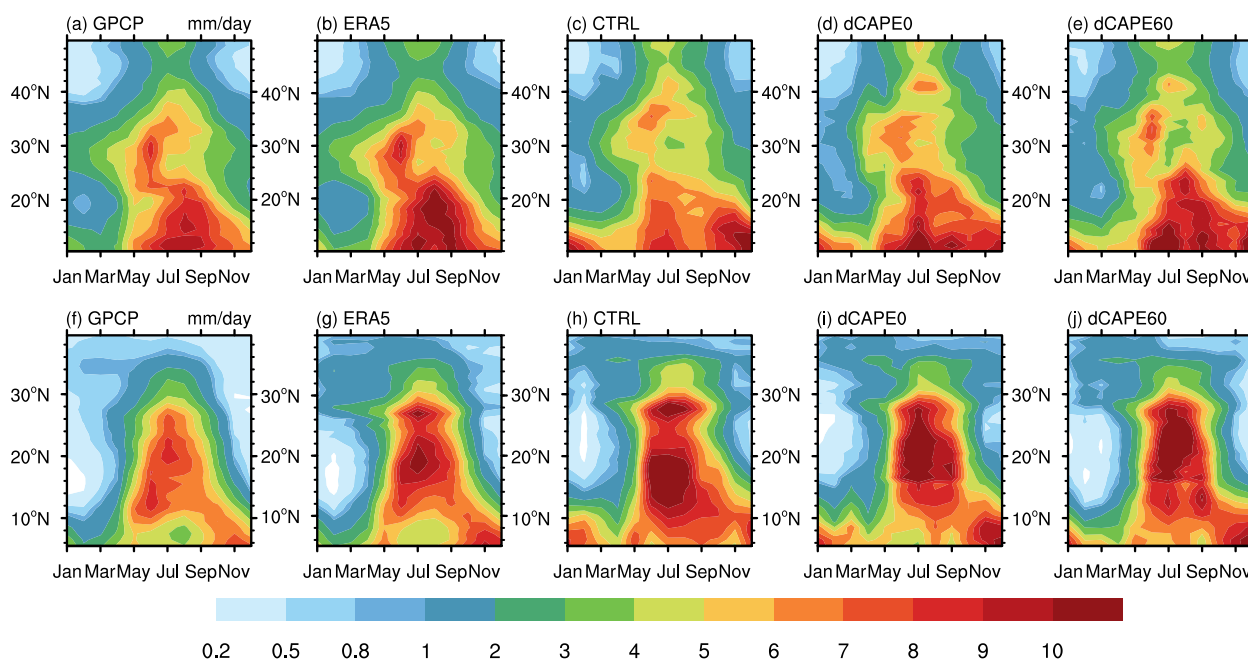 (a) GPCP mm/day (b) ERA5 (c) CTRL (d) dCAPE0 (e) dCAPE60
40°N 40°N 40°N 40°N 40°N
30°N 30°N 30°N 30°N 30°N
20°N 20°N 20°N 20°N 20°N
Jan Mar May Jul Sep Nov Jan Mar May Jul Sep Nov Jan Mar May Jul Sep Nov Jan Mar May Jul Sep Nov Jan Mar May Jul Sep Nov
(f) GPCP mm/day (g) ERA5 (h) CTRL (i) dCAPE0 (j) dCAPE60
30°N 30°N 30°N 30°N 30°N
20°N 20°N 20°N 20°N 20°N
10°N 10°N 10°N 10°N 10°N
Jan Mar May Jul Sep Nov Jan Mar May Jul Sep Nov Jan Mar May Jul Sep Nov Jan Mar May Jul Sep Nov Jan Mar May Jul Sep Nov
0.2 0.5 0.8 1 2 3 4 5 6 7 8 9 10